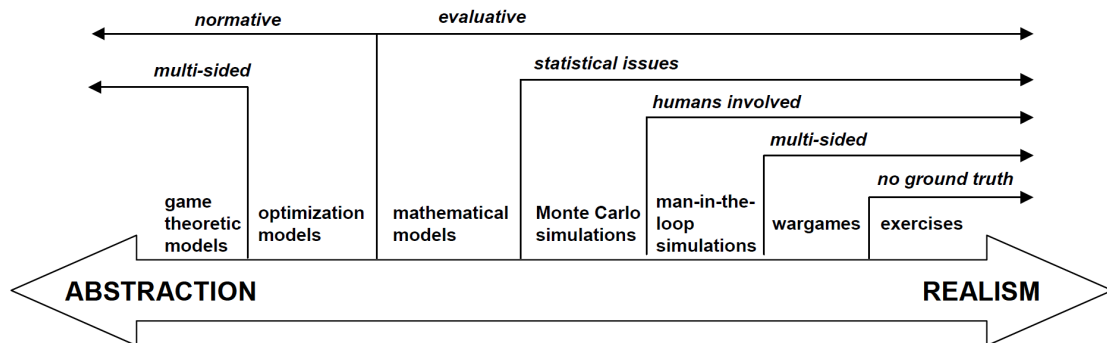 normative
evaluative
multi-sided
statistical issues
humans involved
multi-sided
no ground truth
game
theoretic
models
optimization
models
mathematical
models
Monte Carlo
simulations
man-in-the-
loop
simulations
wargames
exercises
ABSTRACTION
REALISM